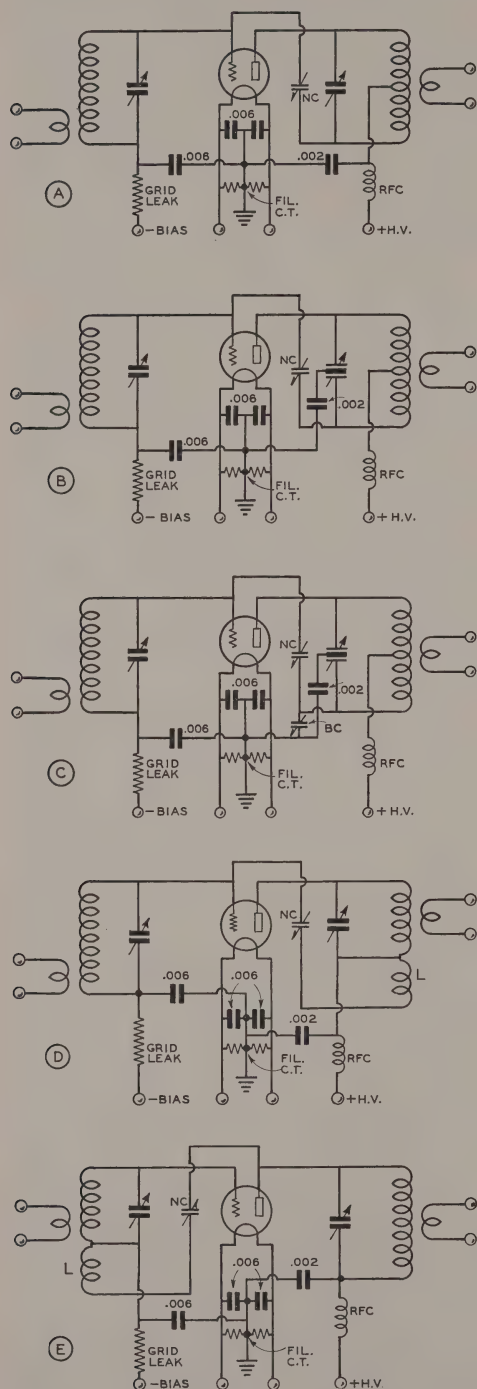 NC
.006
.002
A
GRID LEAK
FIL. C.T.
RFC
–BIAS
+H.V.
NC
.006
.002
B
.006
GRID LEAK
FIL. C.T.
RFC
–BIAS
+H.V.
NC
.006
.002
C
.006
BC
GRID LEAK
FIL. C.T.
RFC
–BIAS
+H.V.
NC
L
.006
.006
D
.002
GRID LEAK
FIL. C.T.
RFC
–BIAS
+H.V.
NC
L
.006
.002
.006
E
GRID LEAK
FIL. C.T.
RFC
–BIAS
+H.V.